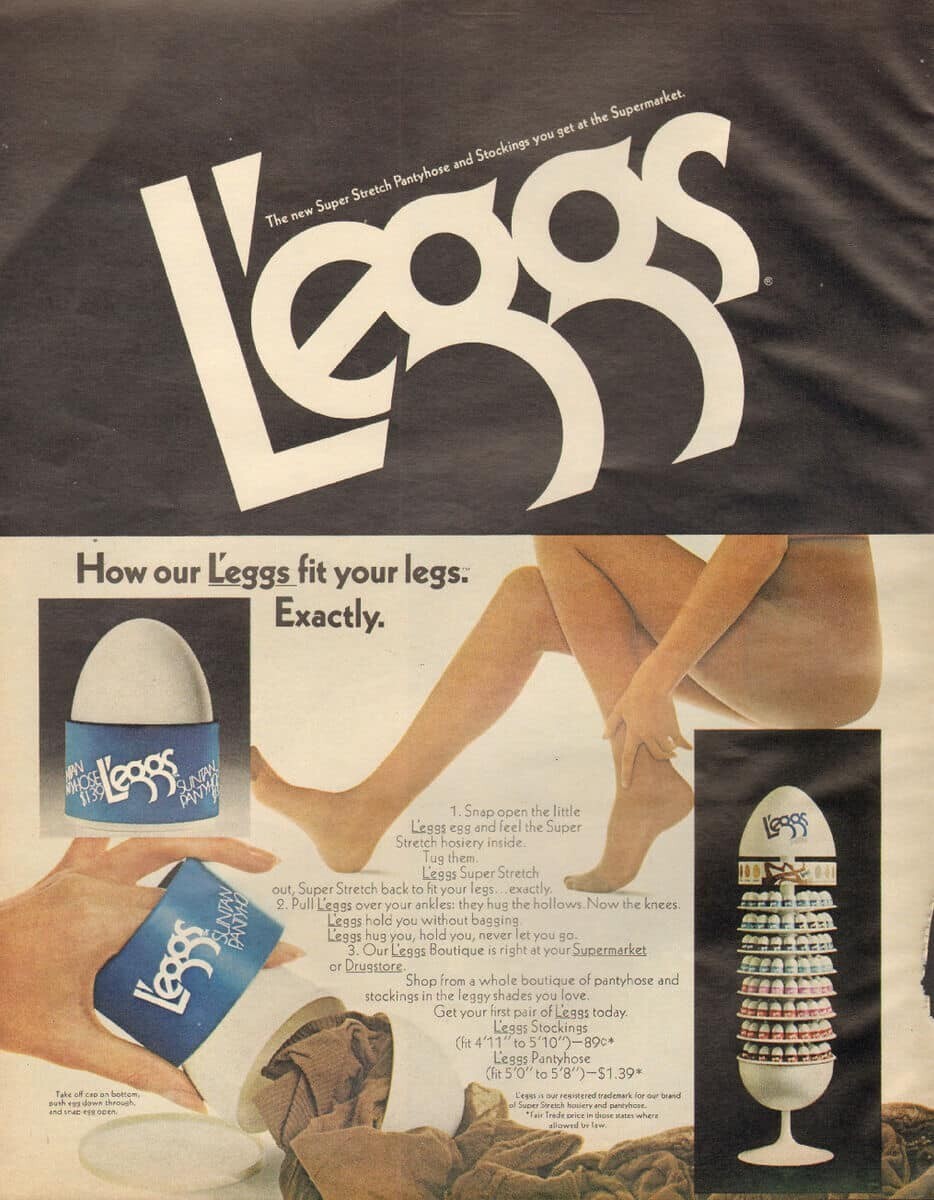 The new Super Stretch Pantyhose and Stockings you get at the Supermarket.
L'eggs®
How our L'eggs fit your legs.™
Exactly.
L'eggs
SUNTAN
PANTYHOSE
$1.39
L'eggs
SUNTAN
L'eggs
1. Snap open the little
L'eggs egg and feel the Super
Stretch hosiery inside.
Tug them.
L'eggs Super Stretch
out, Super Stretch back to fit your legs...exactly.
2. Pull L'eggs over your ankles: they hug the hollows. Now the knees.
L'eggs hold you without bagging.
L'eggs hug you, hold you, never let you go.
3. Our L'eggs Boutique is right at your Supermarket
or Drugstore.
Shop from a whole boutique of pantyhose and
stockings in the leggy shades you love.
Get your first pair of L'eggs today.
L'eggs Stockings
(fit 4'11" to 5'10")—89¢*
L'eggs Pantyhose
(fit 5'0" to 5'8")—$1.39*
L'eggs is our registered trademark for our brand
of Super Stretch hosiery and pantyhose.
*Fair Trade price in those states where
allowed by law.
Take off cap on bottom,
push egg down through,
and snap egg open.